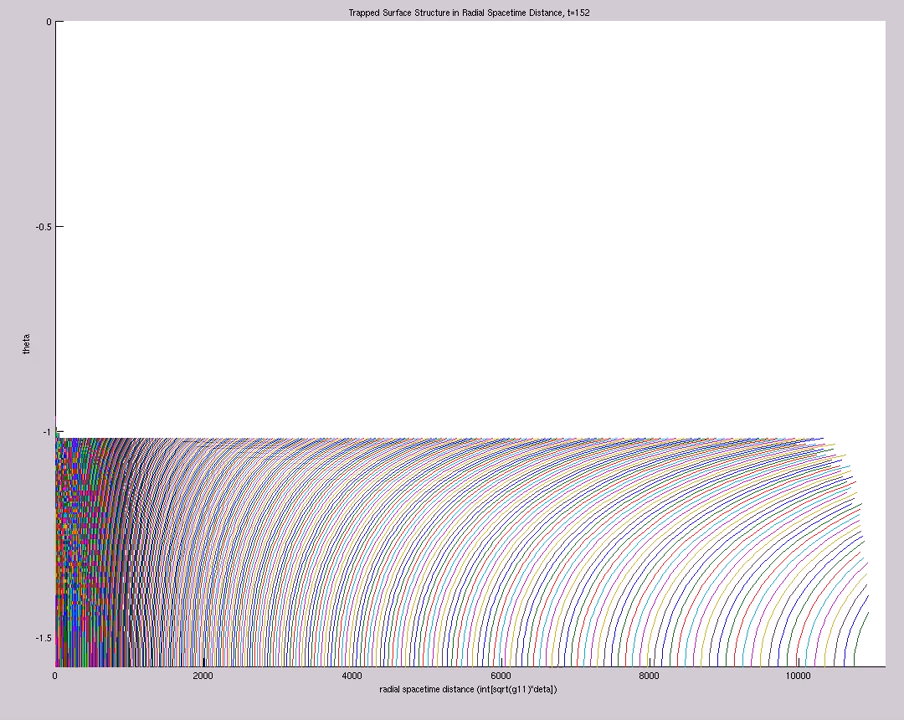 Trapped Surface Structure in Radial Spacetime Distance, t=152
0
-0.5
theta
-1
-1.5
0 2000 4000 6000 8000 10000
radial spacetime distance (int[sqrt(g11)*deta])